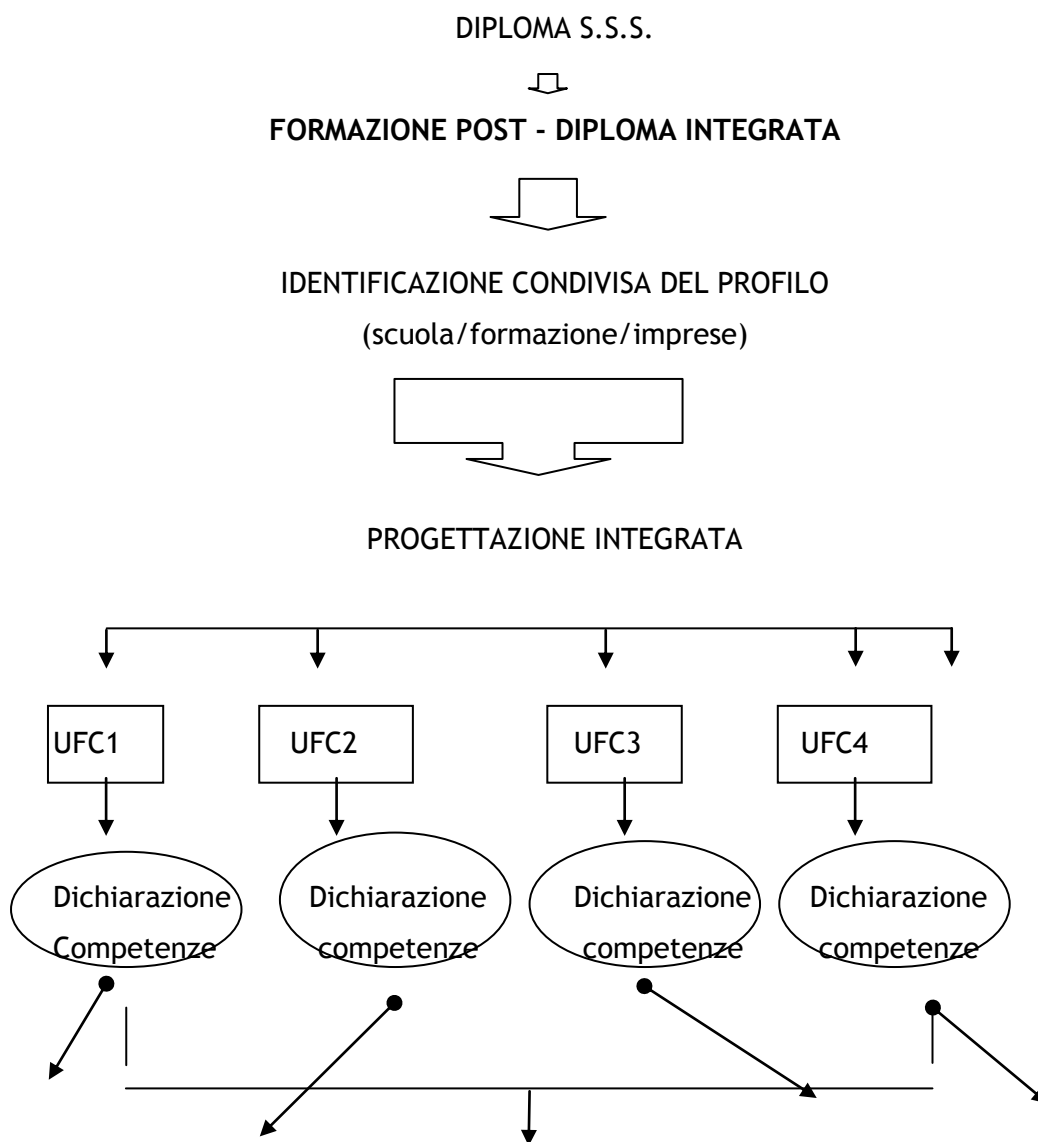 DIPLOMA S.S.S.
FORMAZIONE POST - DIPLOMA INTEGRATA
IDENTIFICAZIONE CONDIVISA DEL PROFILO
(scuola/formazione/imprese)
PROGETTAZIONE INTEGRATA
UFC1 UFC2 UFC3 UFC4
Dichiarazione Dichiarazione Dichiarazione Dichiarazione
Competenze competenze competenze competenze